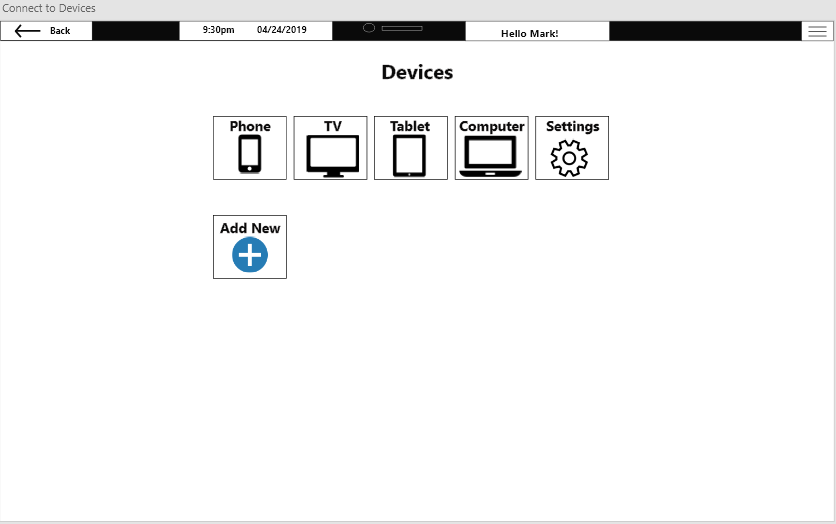 Connect to Devices
Back 9:30pm 04/24/2019 Hello Mark!
Devices
Phone TV Tablet Computer Settings
Add New